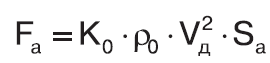 Fₐ = K₀ · ρ₀ · V²д · Sₐ